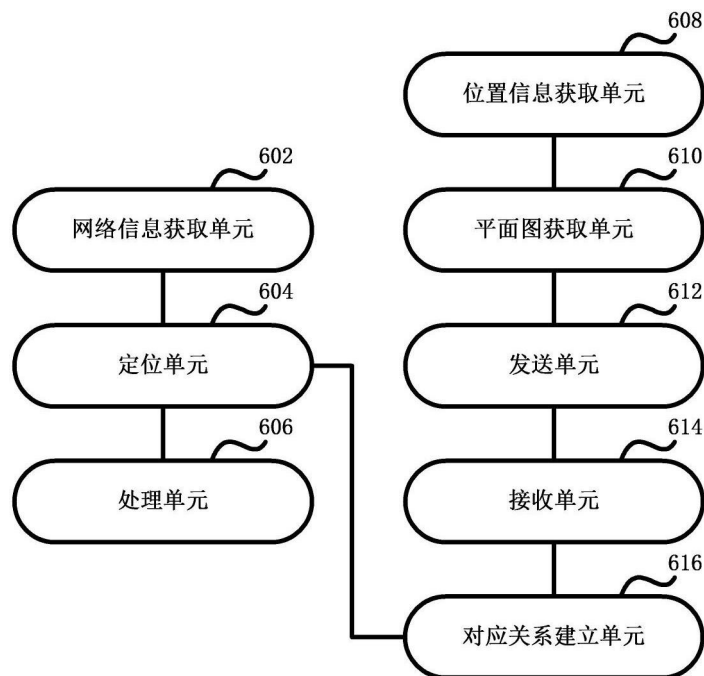 602
网络信息获取单元
604
定位单元
606
处理单元
608
位置信息获取单元
610
平面图获取单元
612
发送单元
614
接收单元
616
对应关系建立单元